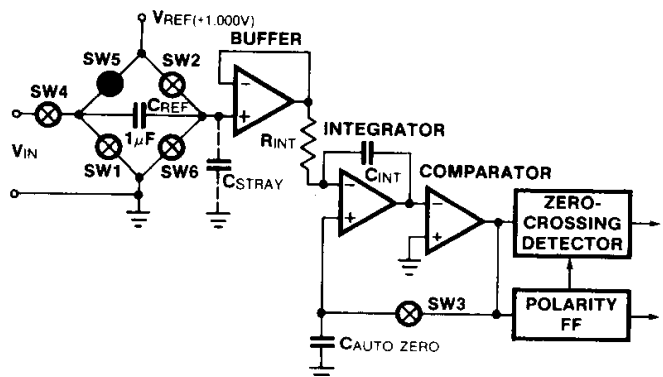 VREF(+1.000V)
BUFFER
SW5
SW2
SW4
CREF
1μF
VIN
SW1
SW6
CSTRAY
RINT
INTEGRATOR
CINT
COMPARATOR
ZERO-
CROSSING
DETECTOR
SW3
POLARITY
FF
CAUTO ZERO
-
+
-
+
-
+